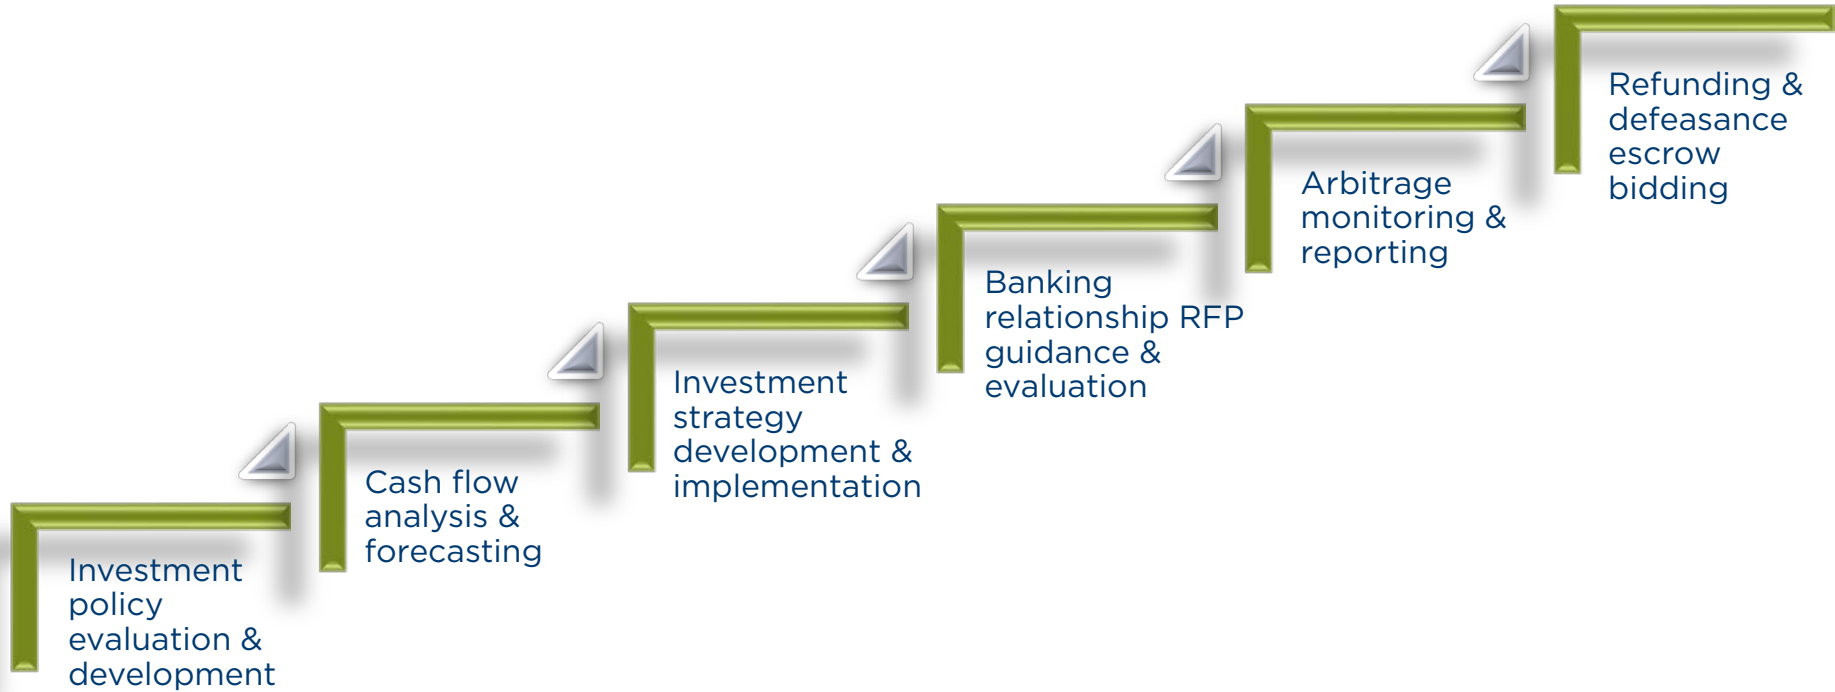 Investment
policy
evaluation &
development
Cash flow
analysis &
forecasting
Investment
strategy
development &
implementation
Banking
relationship RFP
guidance &
evaluation
Arbitrage
monitoring &
reporting
Refunding &
defeasance
escrow
bidding